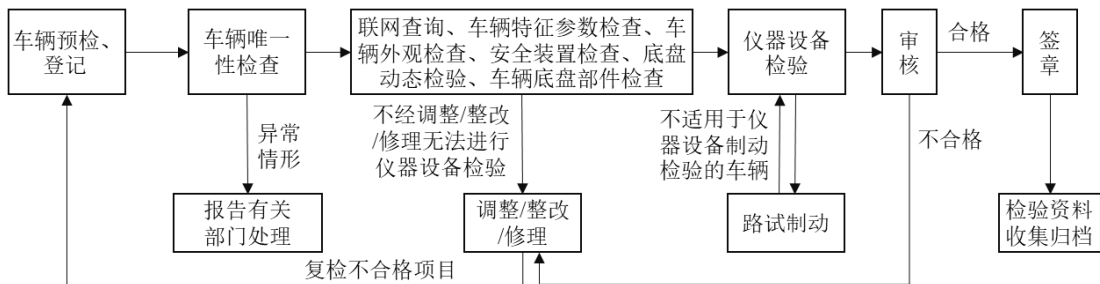 车辆预检、
登记
车辆唯一
性检查
联网查询、车辆特征参数检查、车
辆外观检查、安全装置检查、底盘
动态检验、车辆底盘部件检查
仪器设备
检验
审
核
合格
签
章
异常
情形
不经调整/整改
/修理无法进行
仪器设备检验
不适用于仪
器设备制动
检验的车辆
不合格
报告有关
部门处理
调整/整改
/修理
路试制动
检验资料
收集归档
复检不合格项目